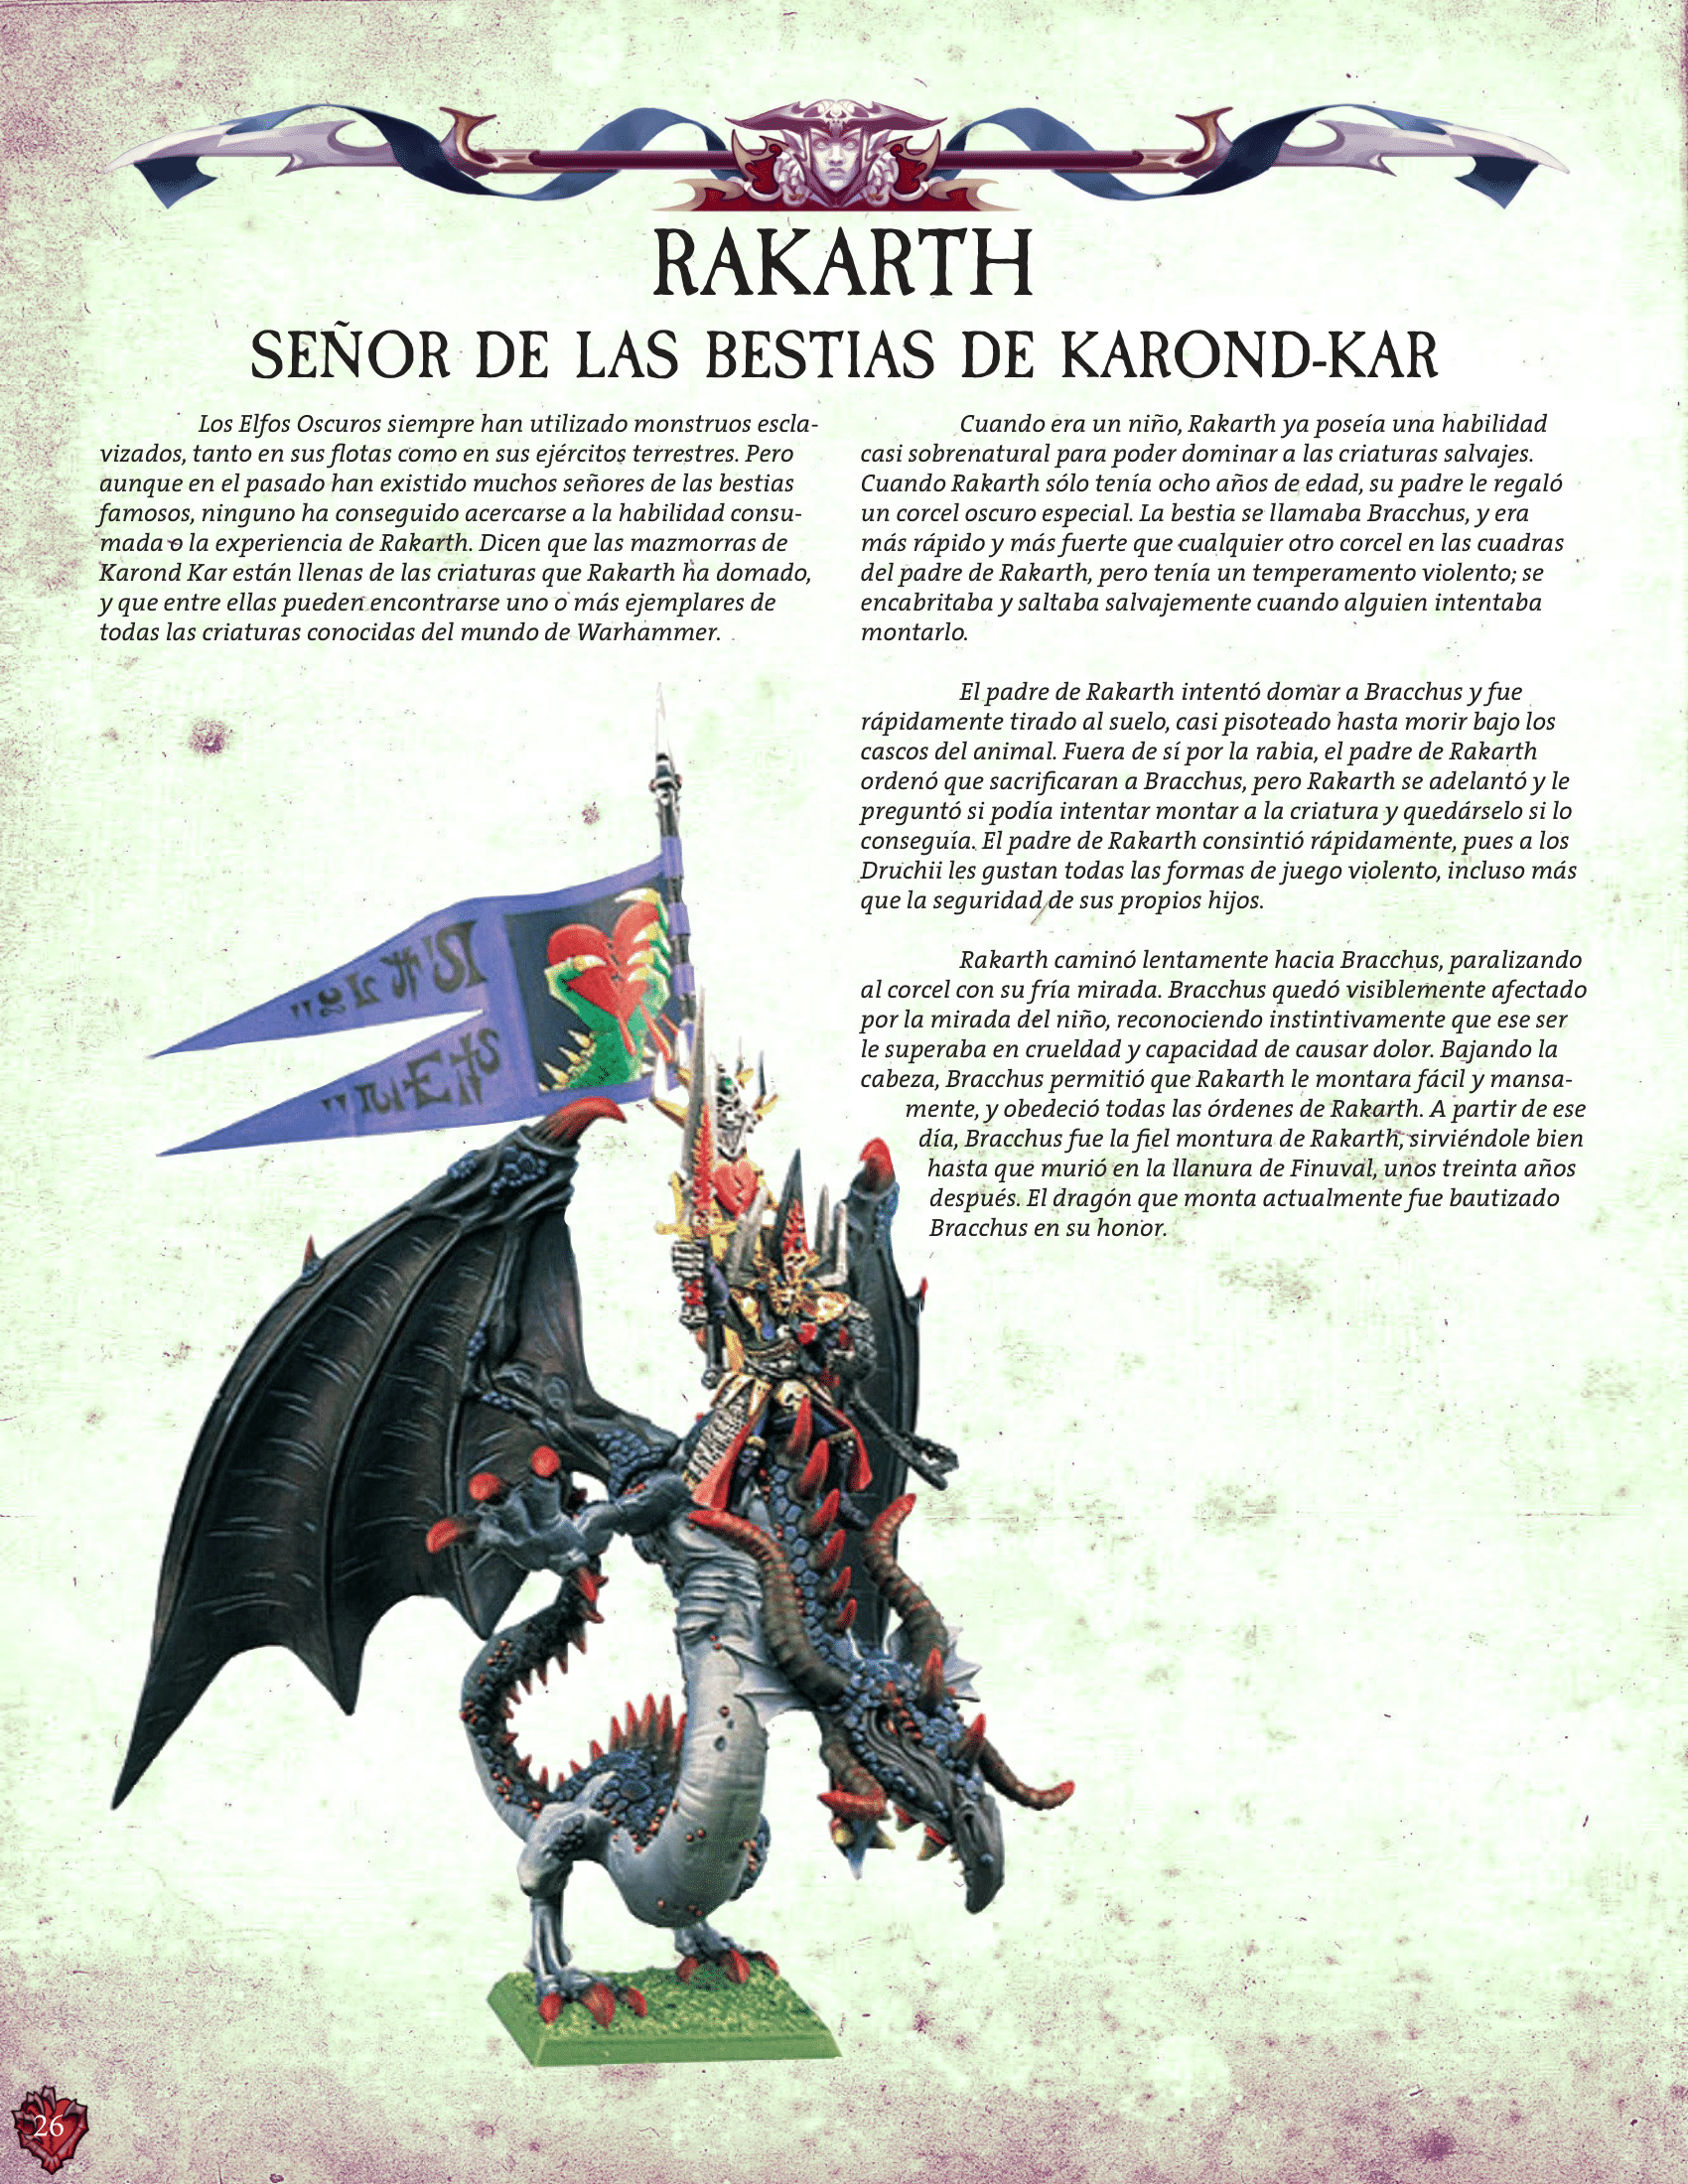 RAKARTH
SEÑOR DE LAS BESTIAS DE KAROND-KAR
Los Elfos Oscuros siempre han utilizado monstruos escla-
vizados, tanto en sus flotas como en sus ejércitos terrestres. Pero
aunque en el pasado han existido muchos señores de las bestias
famosos, ninguno ha conseguido acercarse a la habilidad consu-
mada o la experiencia de Rakarth. Dicen que las mazmorras de
Karond Kar están llenas de las criaturas que Rakarth ha domado,
y que entre ellas pueden encontrarse uno o más ejemplares de
todas las criaturas conocidas del mundo de Warhammer.
Cuando era un niño, Rakarth ya poseía una habilidad
casi sobrenatural para poder dominar a las criaturas salvajes.
Cuando Rakarth sólo tenía ocho años de edad, su padre le regaló
un corcel oscuro especial. La bestia se llamaba Bracchus, y era
más rápido y más fuerte que cualquier otro corcel en las cuadras
del padre de Rakarth, pero tenía un temperamento violento; se
encabritaba y saltaba salvajemente cuando alguien intentaba
montarlo.
El padre de Rakarth intentó domar a Bracchus y fue
rápidamente tirado al suelo, casi pisoteado hasta morir bajo los
cascos del animal. Fuera de sí por la rabia, el padre de Rakarth
ordenó que sacrificaran a Bracchus, pero Rakarth se adelantó y le
preguntó si podía intentar montar a la criatura y quedárselo si lo
conseguía. El padre de Rakarth consintió rápidamente, pues a los
Druchii les gustan todas las formas de juego violento, incluso más
que la seguridad de sus propios hijos.
Rakarth caminó lentamente hacia Bracchus, paralizando
al corcel con su fría mirada. Bracchus quedó visiblemente afectado
por la mirada del niño, reconociendo instintivamente que ese ser
le superaba en crueldad y capacidad de causar dolor. Bajando la
cabeza, Bracchus permitió que Rakarth le montara fácil y mansa-
mente, y obedeció todas las órdenes de Rakarth. A partir de ese
día, Bracchus fue la fiel montura de Rakarth, sirviéndole bien
hasta que murió en la llanura de Finuval, unos treinta años
después. El dragón que monta actualmente fue bautizado
Bracchus en su honor.
26